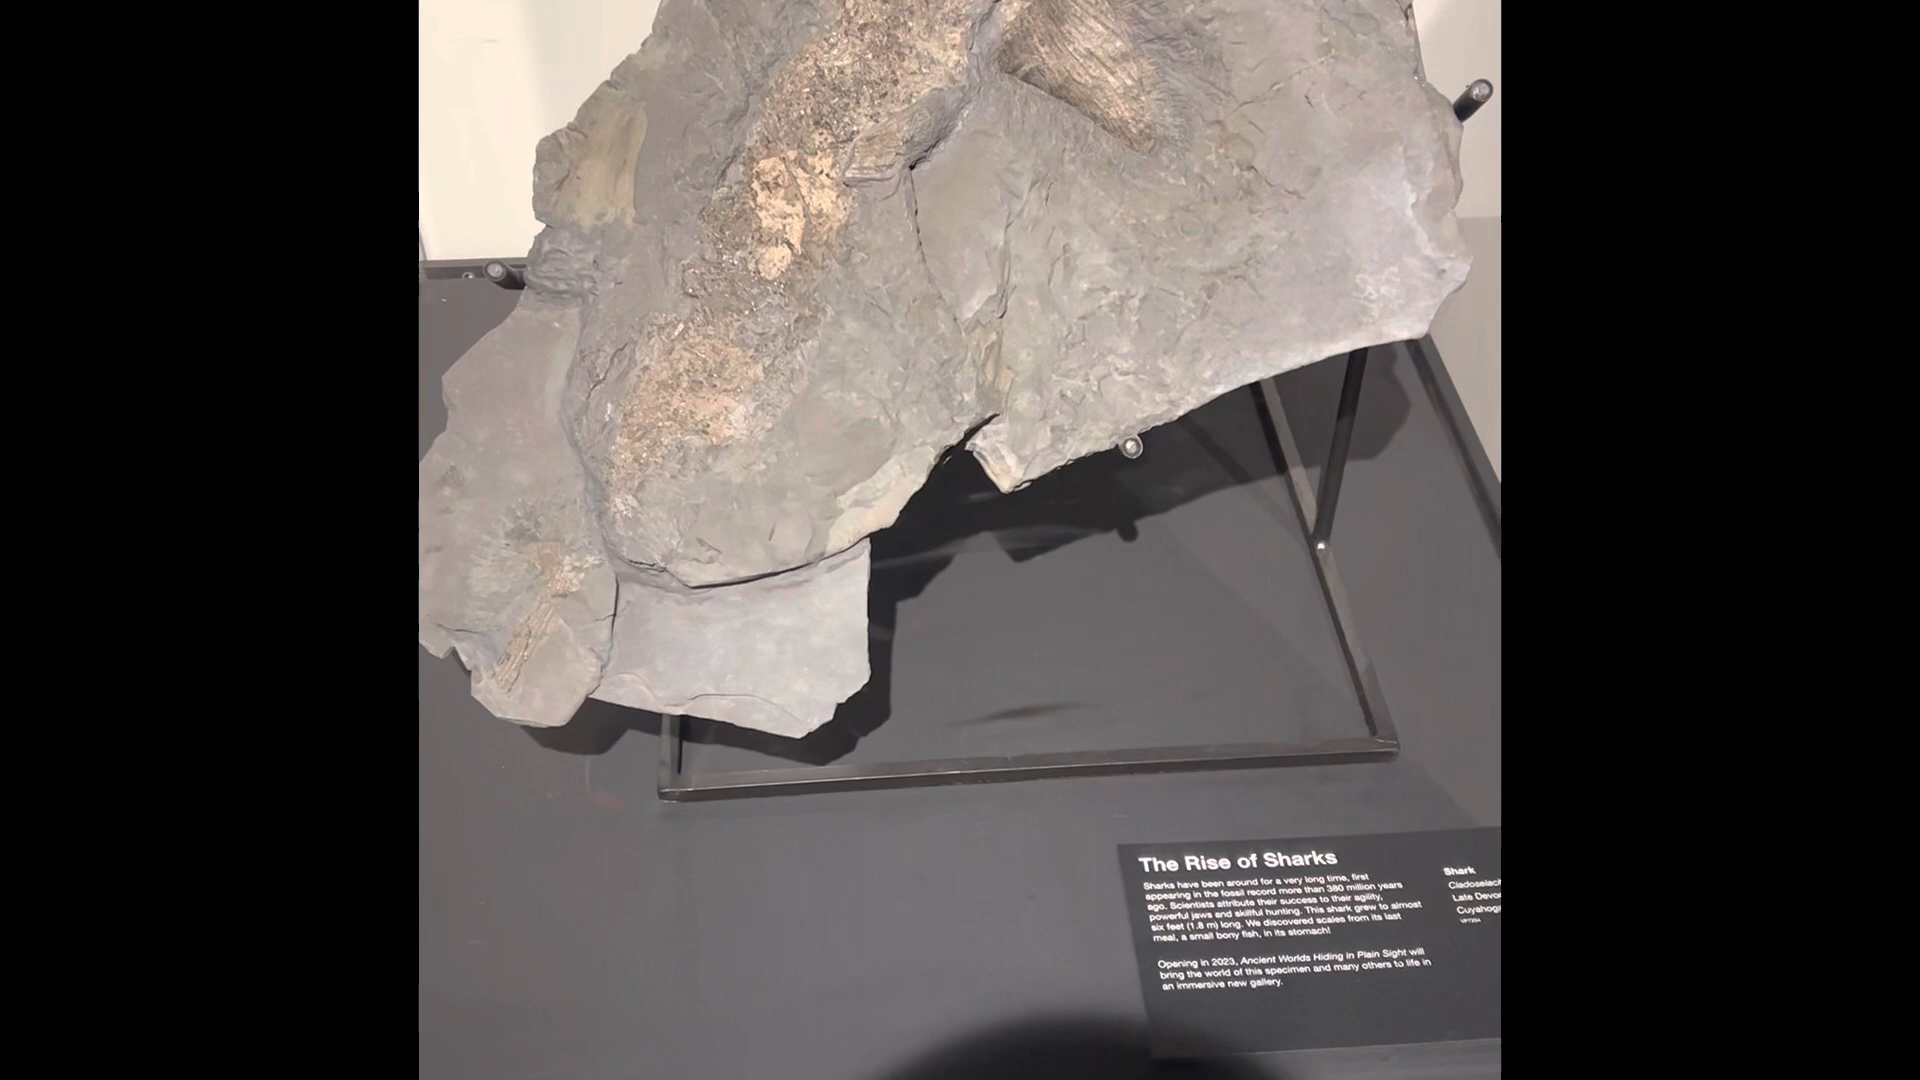 The Rise of Sharks
Sharks have been around for a very long time, first
appearing in the fossil record more than 380 million years
ago. Scientists attribute their success to their agility,
powerful jaws and skillful hunting. This shark grew to almost
six feet (1.8 m) long. We discovered scales from its last
meal, a small bony fish, in its stomach!
Opening in 2023, Ancient Worlds Hiding in Plain Sight will
bring the world of this specimen and many others to life in
an immersive new gallery.
Shark
Cladoselach
Late Devo
Cuyahog